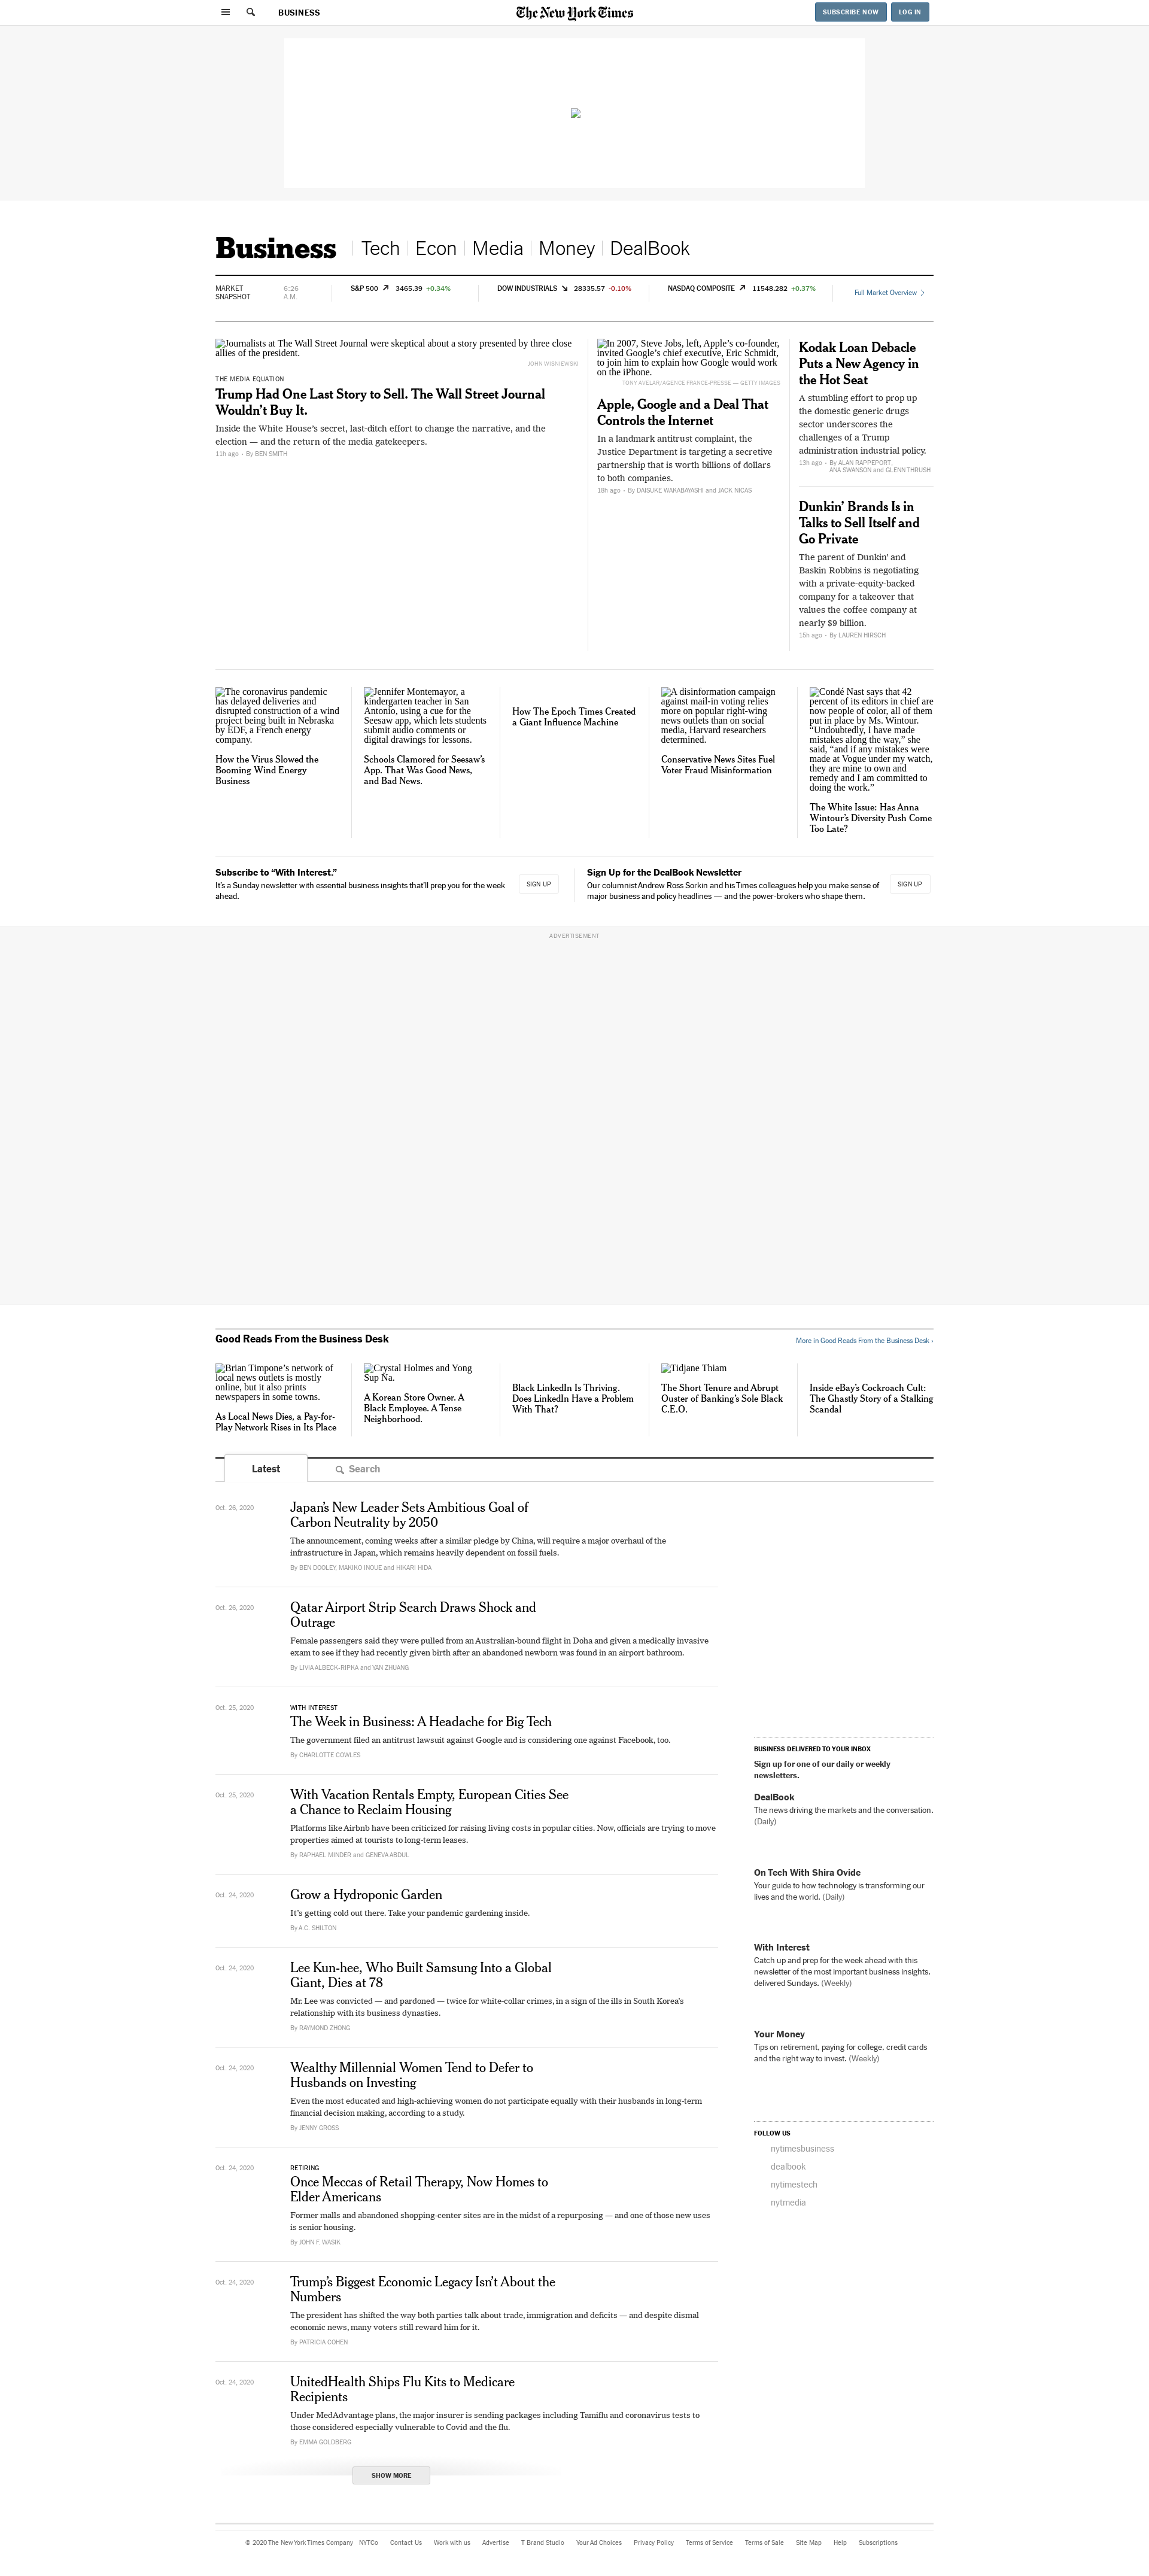 BUSINESS
The New York Times
SUBSCRIBE NOW
LOG IN
Business
Tech
Econ
Media
Money
DealBook
MARKET
SNAPSHOT
6:26
A.M.
S&P 500 3465.39 +0.34%
DOW INDUSTRIALS 28335.57 -0.10%
NASDAQ COMPOSITE 11548.282 +0.37%
Full Market Overview
Journalists at The Wall Street Journal were skeptical about a story presented by three close
allies of the president.
JOHN WISNIEWSKI
THE MEDIA EQUATION
Trump Had One Last Story to Sell. The Wall Street Journal
Wouldn’t Buy It.
Inside the White House’s secret, last-ditch effort to change the narrative, and the
election — and the return of the media gatekeepers.
11h ago • By BEN SMITH
In 2007, Steve Jobs, left, Apple’s co-founder,
invited Google’s chief executive, Eric Schmidt,
to join him to explain how Google would work
on the iPhone.
TONY AVELAR/AGENCE FRANCE-PRESSE — GETTY IMAGES
Apple, Google and a Deal That
Controls the Internet
In a landmark antitrust complaint, the
Justice Department is targeting a secretive
partnership that is worth billions of dollars
to both companies.
18h ago • By DAISUKE WAKABAYASHI and JACK NICAS
Kodak Loan Debacle
Puts a New Agency in
the Hot Seat
A stumbling effort to prop up
the domestic generic drugs
sector underscores the
challenges of a Trump
administration industrial policy.
13h ago • By ALAN RAPPEPORT,
ANA SWANSON and GLENN THRUSH
Dunkin’ Brands Is in
Talks to Sell Itself and
Go Private
The parent of Dunkin’ and
Baskin Robbins is negotiating
with a private-equity-backed
company for a takeover that
values the coffee company at
nearly $9 billion.
15h ago • By LAUREN HIRSCH
The coronavirus pandemic
has delayed deliveries and
disrupted construction of a wind
project being built in Nebraska
by EDF, a French energy
company.
How the Virus Slowed the
Booming Wind Energy
Business
Jennifer Montemayor, a
kindergarten teacher in San
Antonio, using a cue for the
Seesaw app, which lets students
submit audio comments or
digital drawings for lessons.
Schools Clamored for Seesaw’s
App. That Was Good News,
and Bad News.
How The Epoch Times Created
a Giant Influence Machine
A disinformation campaign
against mail-in voting relies
more on popular right-wing
news outlets than on social
media, Harvard researchers
determined.
Conservative News Sites Fuel
Voter Fraud Misinformation
Condé Nast says that 42
percent of its editors in chief are
now people of color, all of them
put in place by Ms. Wintour.
“Undoubtedly, I have made
mistakes along the way,” she
said, “and if any mistakes were
made at Vogue under my watch,
they are mine to own and
remedy and I am committed to
doing the work.”
The White Issue: Has Anna
Wintour’s Diversity Push Come
Too Late?
Subscribe to “With Interest.”
It’s a Sunday newsletter with essential business insights that’ll prep you for the week
ahead.
SIGN UP
Sign Up for the DealBook Newsletter
Our columnist Andrew Ross Sorkin and his Times colleagues help you make sense of
major business and policy headlines — and the power-brokers who shape them.
SIGN UP
ADVERTISEMENT
Good Reads From the Business Desk
More in Good Reads From the Business Desk ›
Brian Timpone’s network of
local news outlets is mostly
online, but it also prints
newspapers in some towns.
As Local News Dies, a Pay-for-
Play Network Rises in Its Place
Crystal Holmes and Yong
Sup Na.
A Korean Store Owner. A
Black Employee. A Tense
Neighborhood.
Black LinkedIn Is Thriving.
Does LinkedIn Have a Problem
With That?
Tidjane Thiam
The Short Tenure and Abrupt
Ouster of Banking’s Sole Black
C.E.O.
Inside eBay’s Cockroach Cult:
The Ghastly Story of a Stalking
Scandal
Latest
Search
Oct. 26, 2020
Japan’s New Leader Sets Ambitious Goal of
Carbon Neutrality by 2050
The announcement, coming weeks after a similar pledge by China, will require a major overhaul of the
infrastructure in Japan, which remains heavily dependent on fossil fuels.
By BEN DOOLEY, MAKIKO INOUE and HIKARI HIDA
Oct. 26, 2020
Qatar Airport Strip Search Draws Shock and
Outrage
Female passengers said they were pulled from an Australian-bound flight in Doha and given a medically invasive
exam to see if they had recently given birth after an abandoned newborn was found in an airport bathroom.
By LIVIA ALBECK-RIPKA and YAN ZHUANG
Oct. 25, 2020
WITH INTEREST
The Week in Business: A Headache for Big Tech
The government filed an antitrust lawsuit against Google and is considering one against Facebook, too.
By CHARLOTTE COWLES
Oct. 25, 2020
With Vacation Rentals Empty, European Cities See
a Chance to Reclaim Housing
Platforms like Airbnb have been criticized for raising living costs in popular cities. Now, officials are trying to move
properties aimed at tourists to long-term leases.
By RAPHAEL MINDER and GENEVA ABDUL
Oct. 24, 2020
Grow a Hydroponic Garden
It’s getting cold out there. Take your pandemic gardening inside.
By A.C. SHILTON
Oct. 24, 2020
Lee Kun-hee, Who Built Samsung Into a Global
Giant, Dies at 78
Mr. Lee was convicted — and pardoned — twice for white-collar crimes, in a sign of the ills in South Korea’s
relationship with its business dynasties.
By RAYMOND ZHONG
Oct. 24, 2020
Wealthy Millennial Women Tend to Defer to
Husbands on Investing
Even the most educated and high-achieving women do not participate equally with their husbands in long-term
financial decision making, according to a study.
By JENNY GROSS
Oct. 24, 2020
RETIRING
Once Meccas of Retail Therapy, Now Homes to
Elder Americans
Former malls and abandoned shopping-center sites are in the midst of a repurposing — and one of those new uses
is senior housing.
By JOHN F. WASIK
Oct. 24, 2020
Trump’s Biggest Economic Legacy Isn’t About the
Numbers
The president has shifted the way both parties talk about trade, immigration and deficits — and despite dismal
economic news, many voters still reward him for it.
By PATRICIA COHEN
Oct. 24, 2020
UnitedHealth Ships Flu Kits to Medicare
Recipients
Under MedAdvantage plans, the major insurer is sending packages including Tamiflu and coronavirus tests to
those considered especially vulnerable to Covid and the flu.
By EMMA GOLDBERG
SHOW MORE
BUSINESS DELIVERED TO YOUR INBOX
Sign up for one of our daily or weekly
newsletters.
DealBook
The news driving the markets and the conversation.
(Daily)
On Tech With Shira Ovide
Your guide to how technology is transforming our
lives and the world. (Daily)
With Interest
Catch up and prep for the week ahead with this
newsletter of the most important business insights,
delivered Sundays. (Weekly)
Your Money
Tips on retirement, paying for college, credit cards
and the right way to invest. (Weekly)
FOLLOW US
nytimesbusiness
dealbook
nytimestech
nytmedia
© 2020 The New York Times Company
NYTCo
Contact Us
Work with us
Advertise
T Brand Studio
Your Ad Choices
Privacy Policy
Terms of Service
Terms of Sale
Site Map
Help
Subscriptions